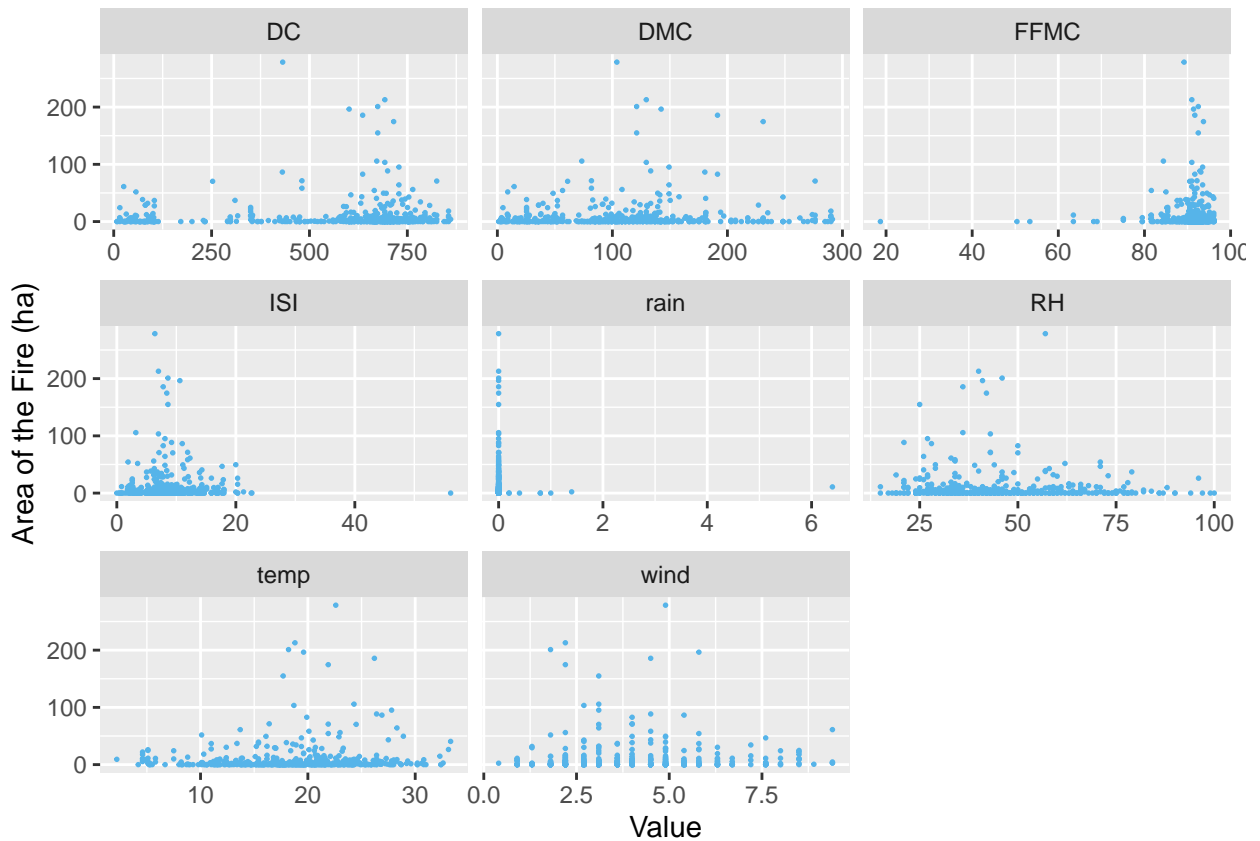 DC DMC FFMC
200
100
0
0 250 500 750 0 100 200 300 20 40 60 80 100
ISI rain RH
200
100
0
0 20 40 0 2 4 6 25 50 75 100
temp wind
200
100
0
10 20 30 0.0 2.5 5.0 7.5
Area of the Fire (ha)
Value